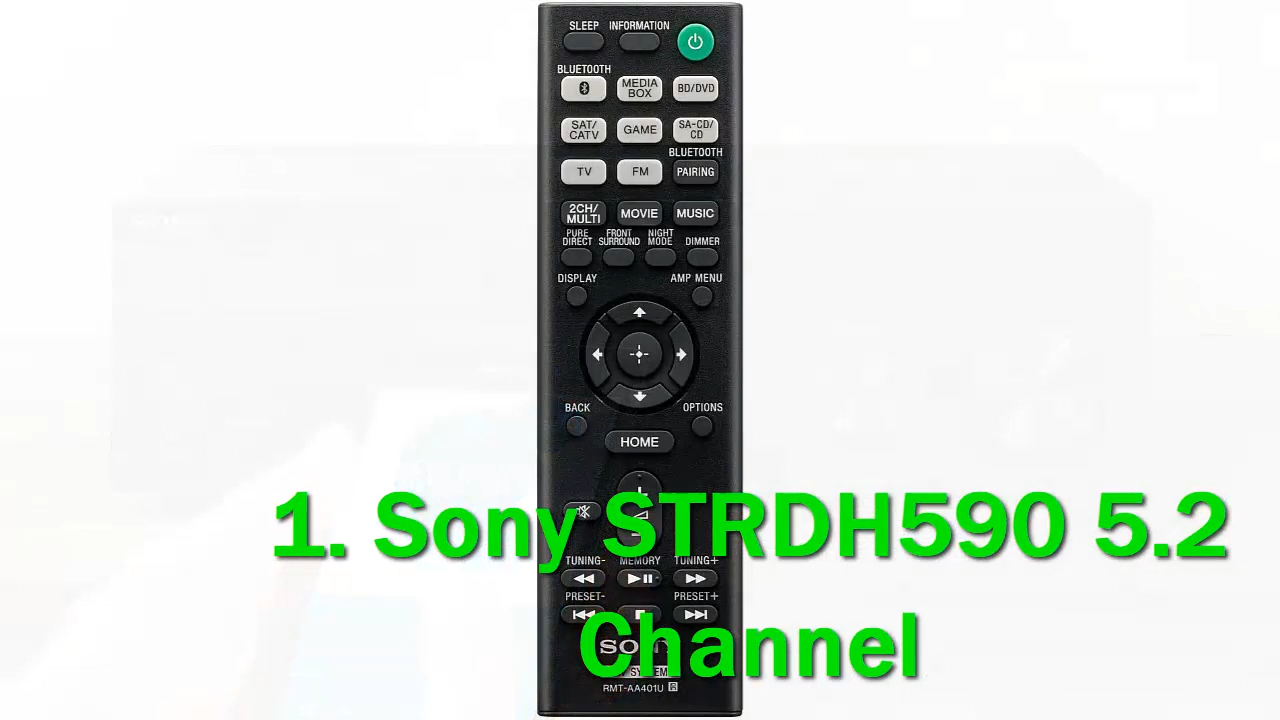 SLEEP INFORMATION
BLUETOOTH
MEDIA BOX BD/DVD
SAT/ CATV GAME SA-CD/ CD
BLUETOOTH
TV FM PAIRING
2CH/ MULTI MOVIE MUSIC
PURE DIRECT FRONT SURROUND NIGHT MODE DIMMER
DISPLAY AMP MENU
BACK OPTIONS
HOME
1. Sony STRDH590 5.2
TUNING- MEMORY TUNING+
PRESET- PRESET+
Channel
SONY
RMT-AA401U R